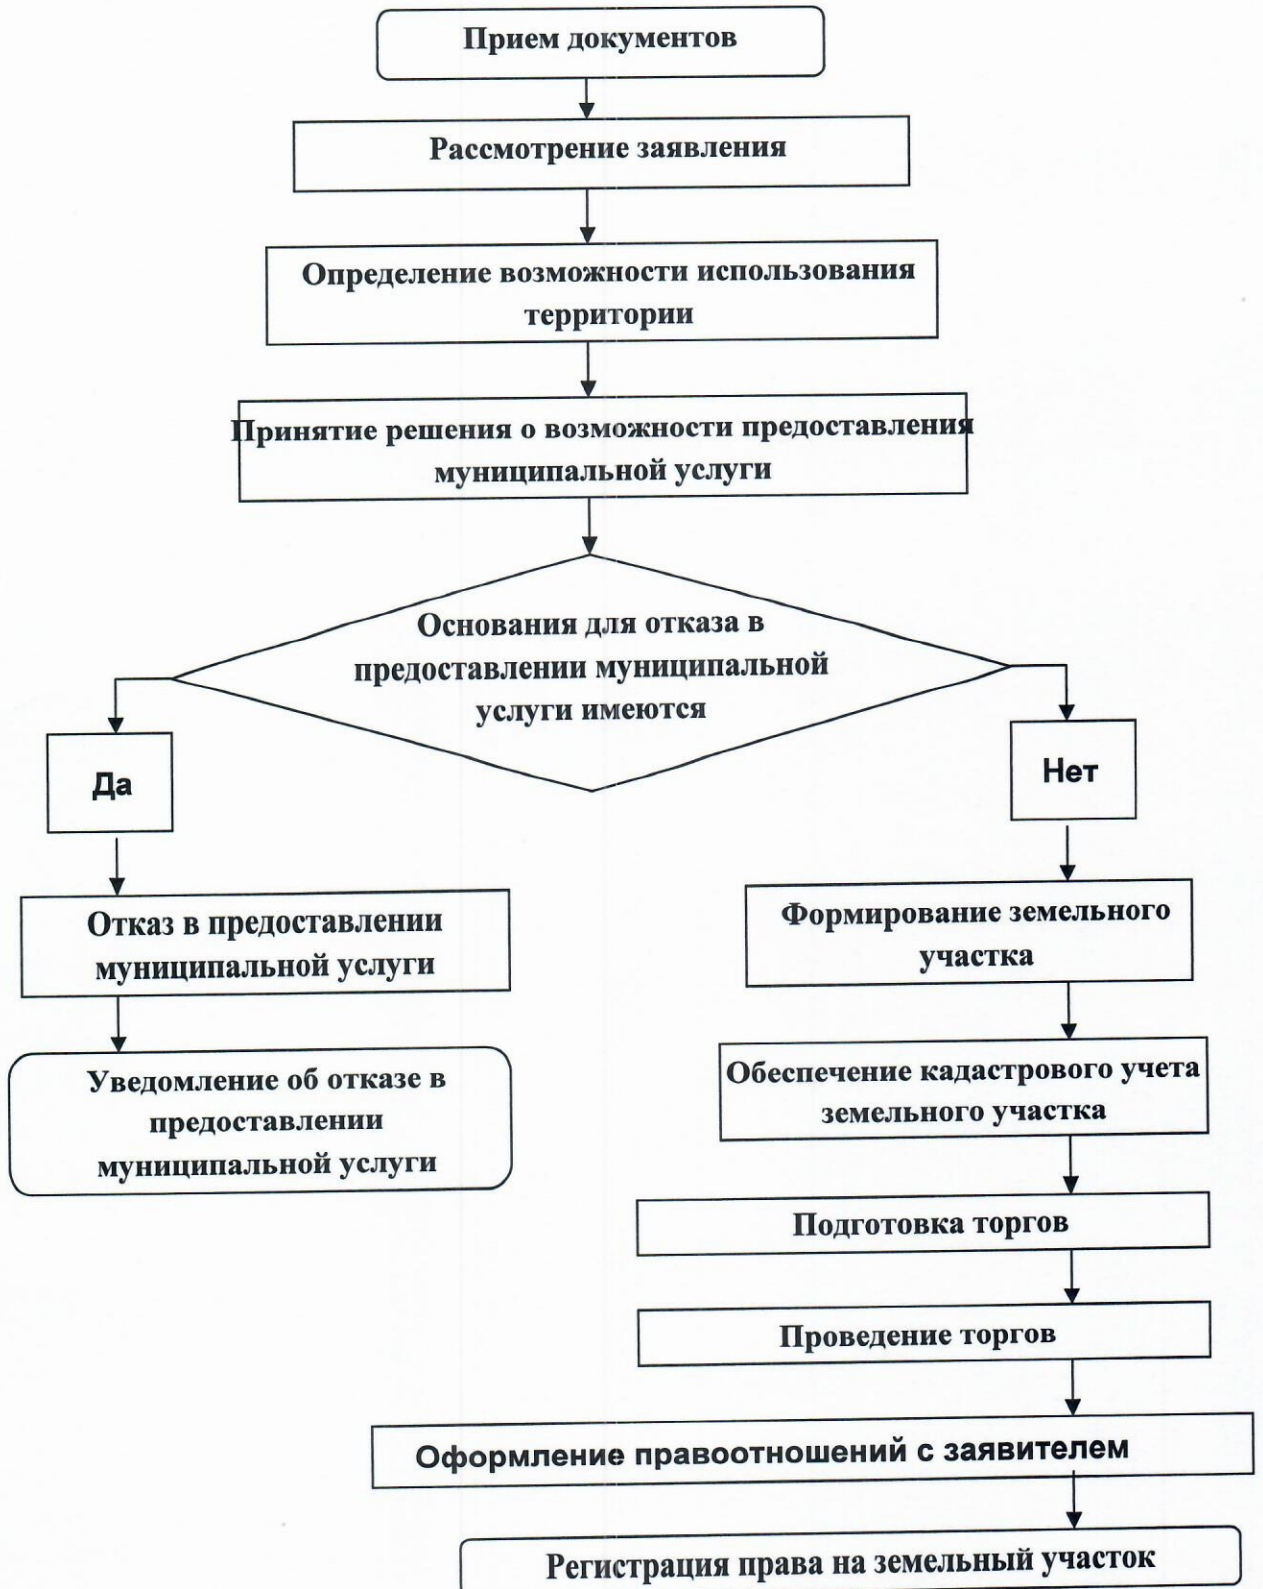 Прием документов
Рассмотрение заявления
Определение возможности использования
территории
Принятие решения о возможности предоставления
муниципальной услуги
Основания для отказа в
предоставлении муниципальной
услуги имеются
Да
Нет
Отказ в предоставлении
муниципальной услуги
Уведомление об отказе в
предоставлении
муниципальной услуги
Формирование земельного
участка
Обеспечение кадастрового учета
земельного участка
Подготовка торгов
Проведение торгов
Оформление правоотношений с заявителем
Регистрация права на земельный участок